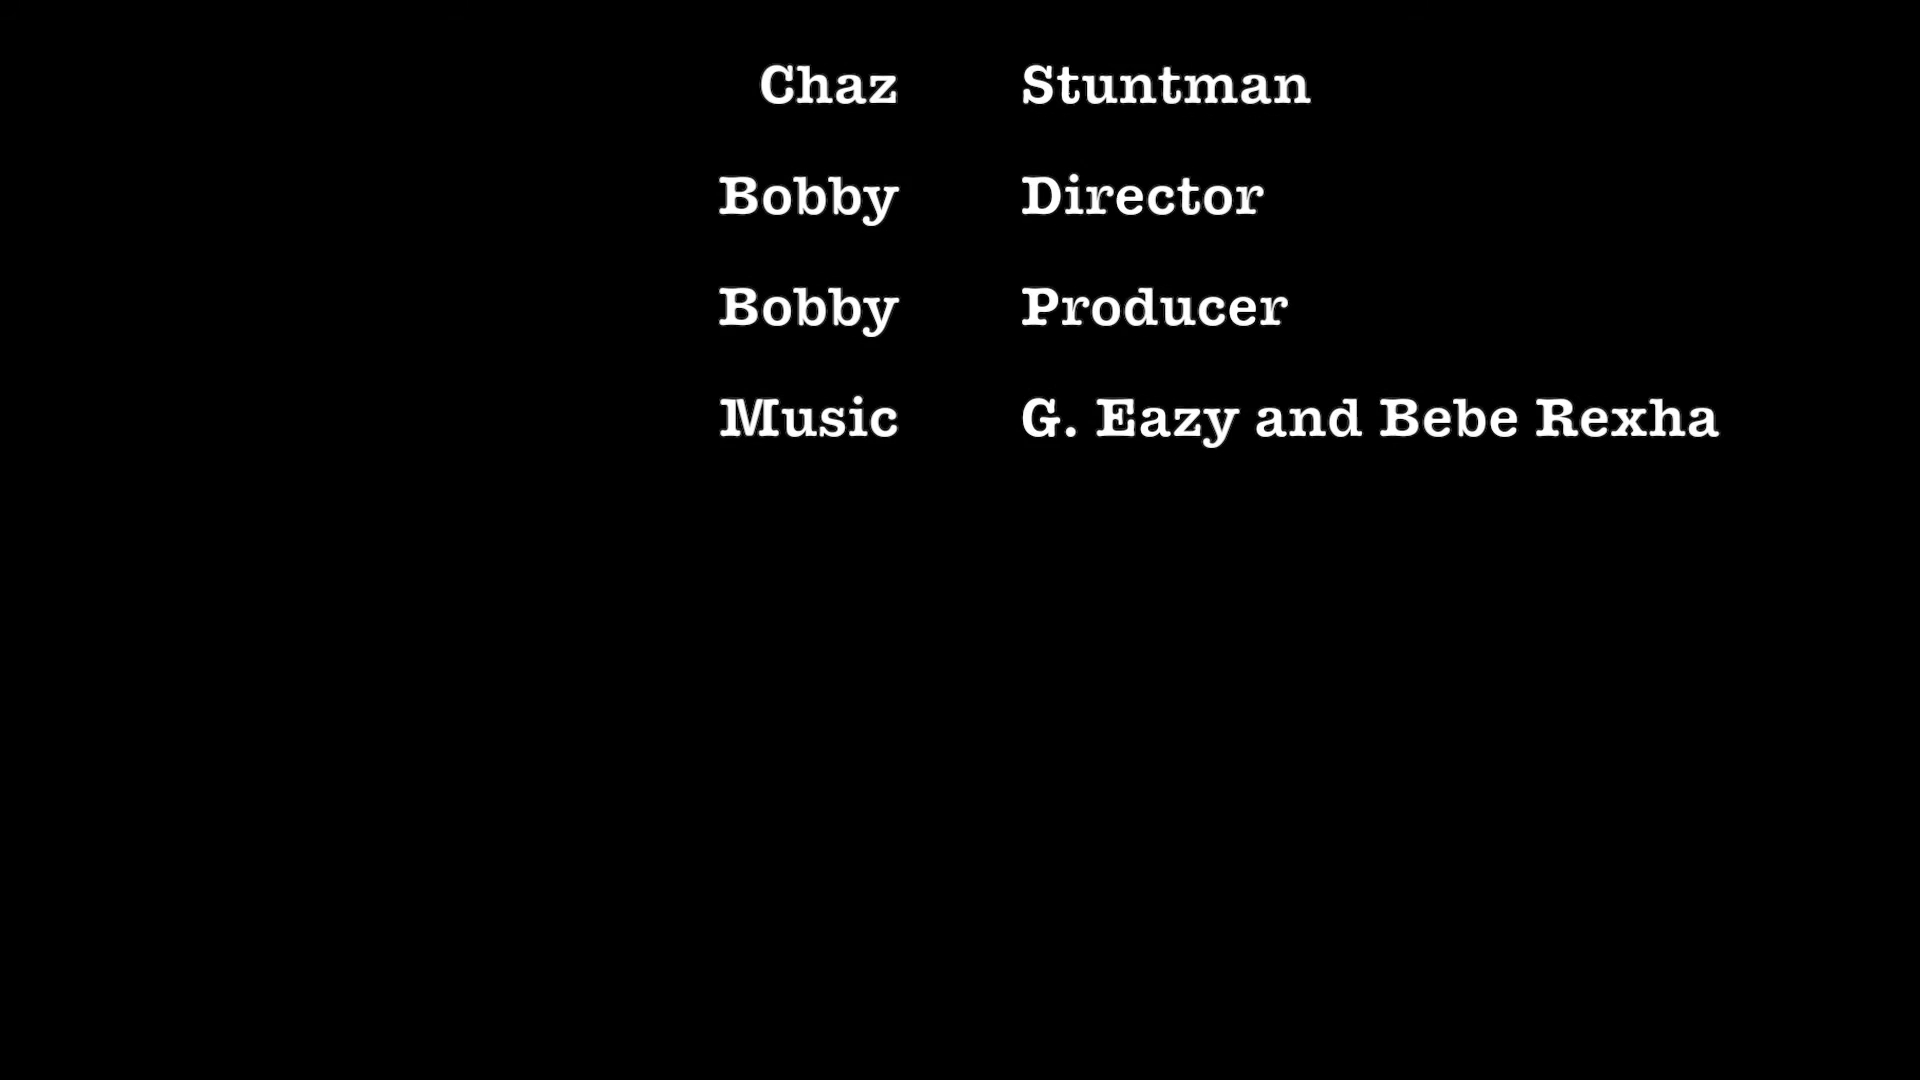 Chaz Stuntman
Bobby Director
Bobby Producer
Music G. Eazy and Bebe Rexha